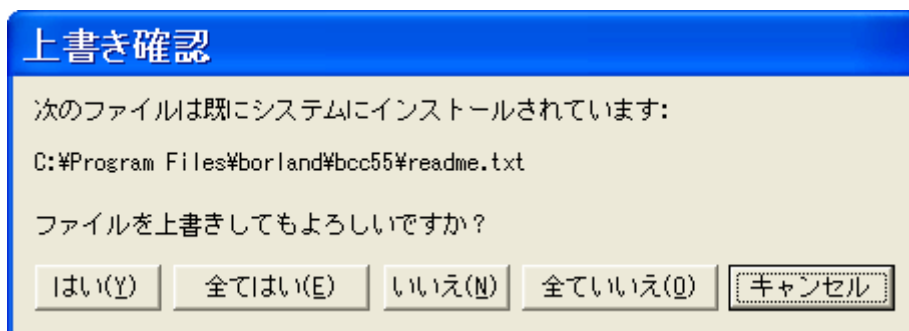 上書き確認
次のファイルは既にシステムにインストールされています:
C:¥Program Files¥borland¥bcc55¥readme.txt
ファイルを上書きしてもよろしいですか？
はい(Y) 全てはい(E) いいえ(N) 全ていいえ(O) キャンセル